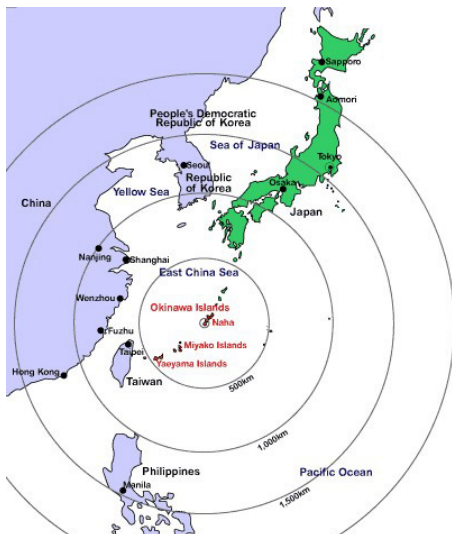 Sapporo
Aomori
People's Democratic
Republic of Korea
Sea of Japan
Tokyo
Seoul
Republic
of Korea
Osakan
Yellow Sea
China
Japan
Nanjing
Shanghai
East China Sea
Wenzhou
Okinawa Islands
Naha
Fuzhu
Taipei
Miyako Islands
Yaeyama Islands
Hong Kong
Taiwan
500km
1,000km
Philippines
Pacific Ocean
Manila
1,500km